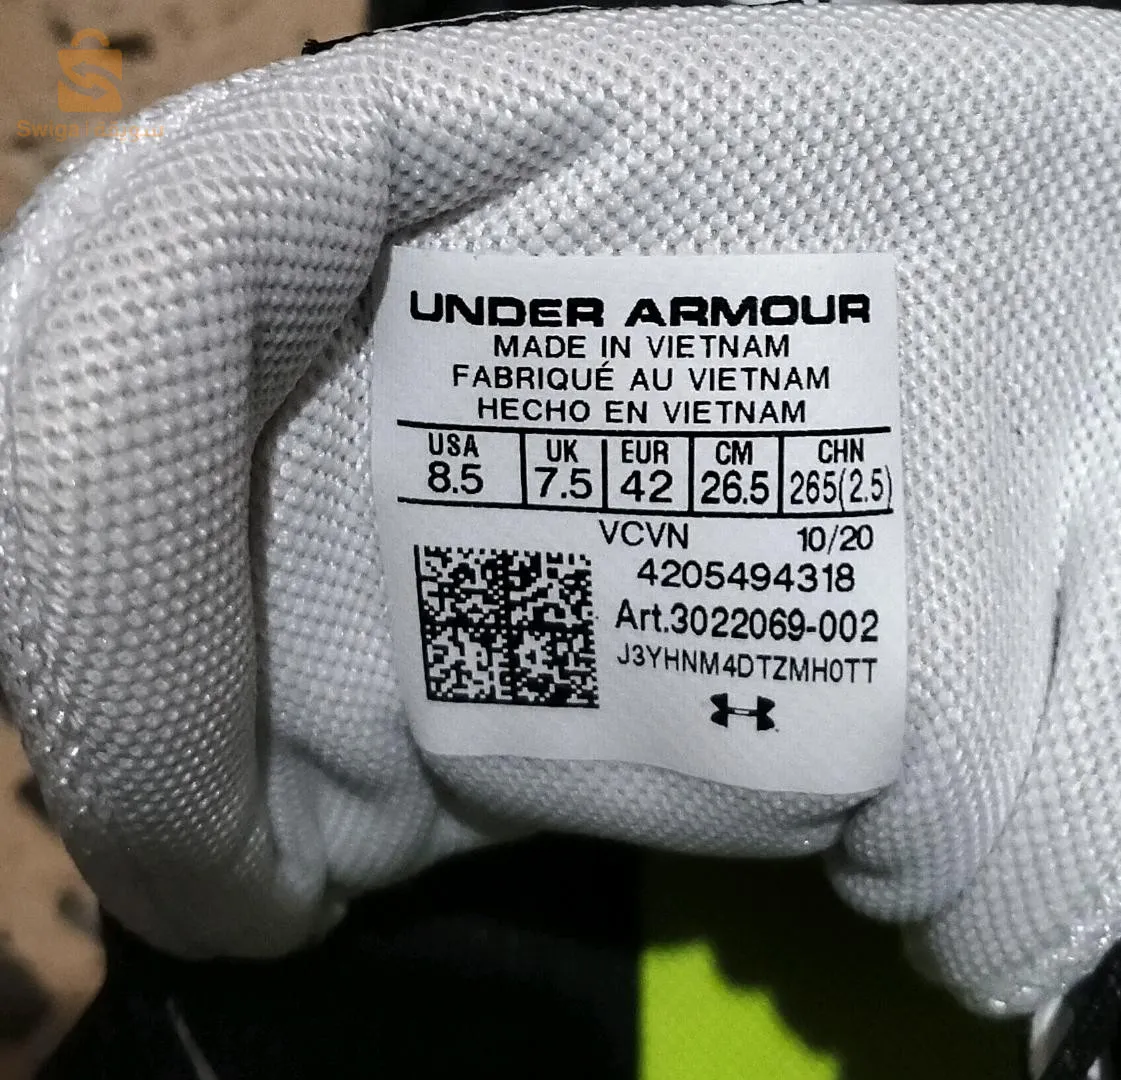 UNDER ARMOUR
MADE IN VIETNAM
FABRIQUÉ AU VIETNAM
HECHO EN VIETNAM
USA UK EUR CM CHN
8.5 7.5 42 26.5 265(2.5)
VCVN 10/20
4205494318
Art.3022069-002
J3YHNM4DTZMH0TT